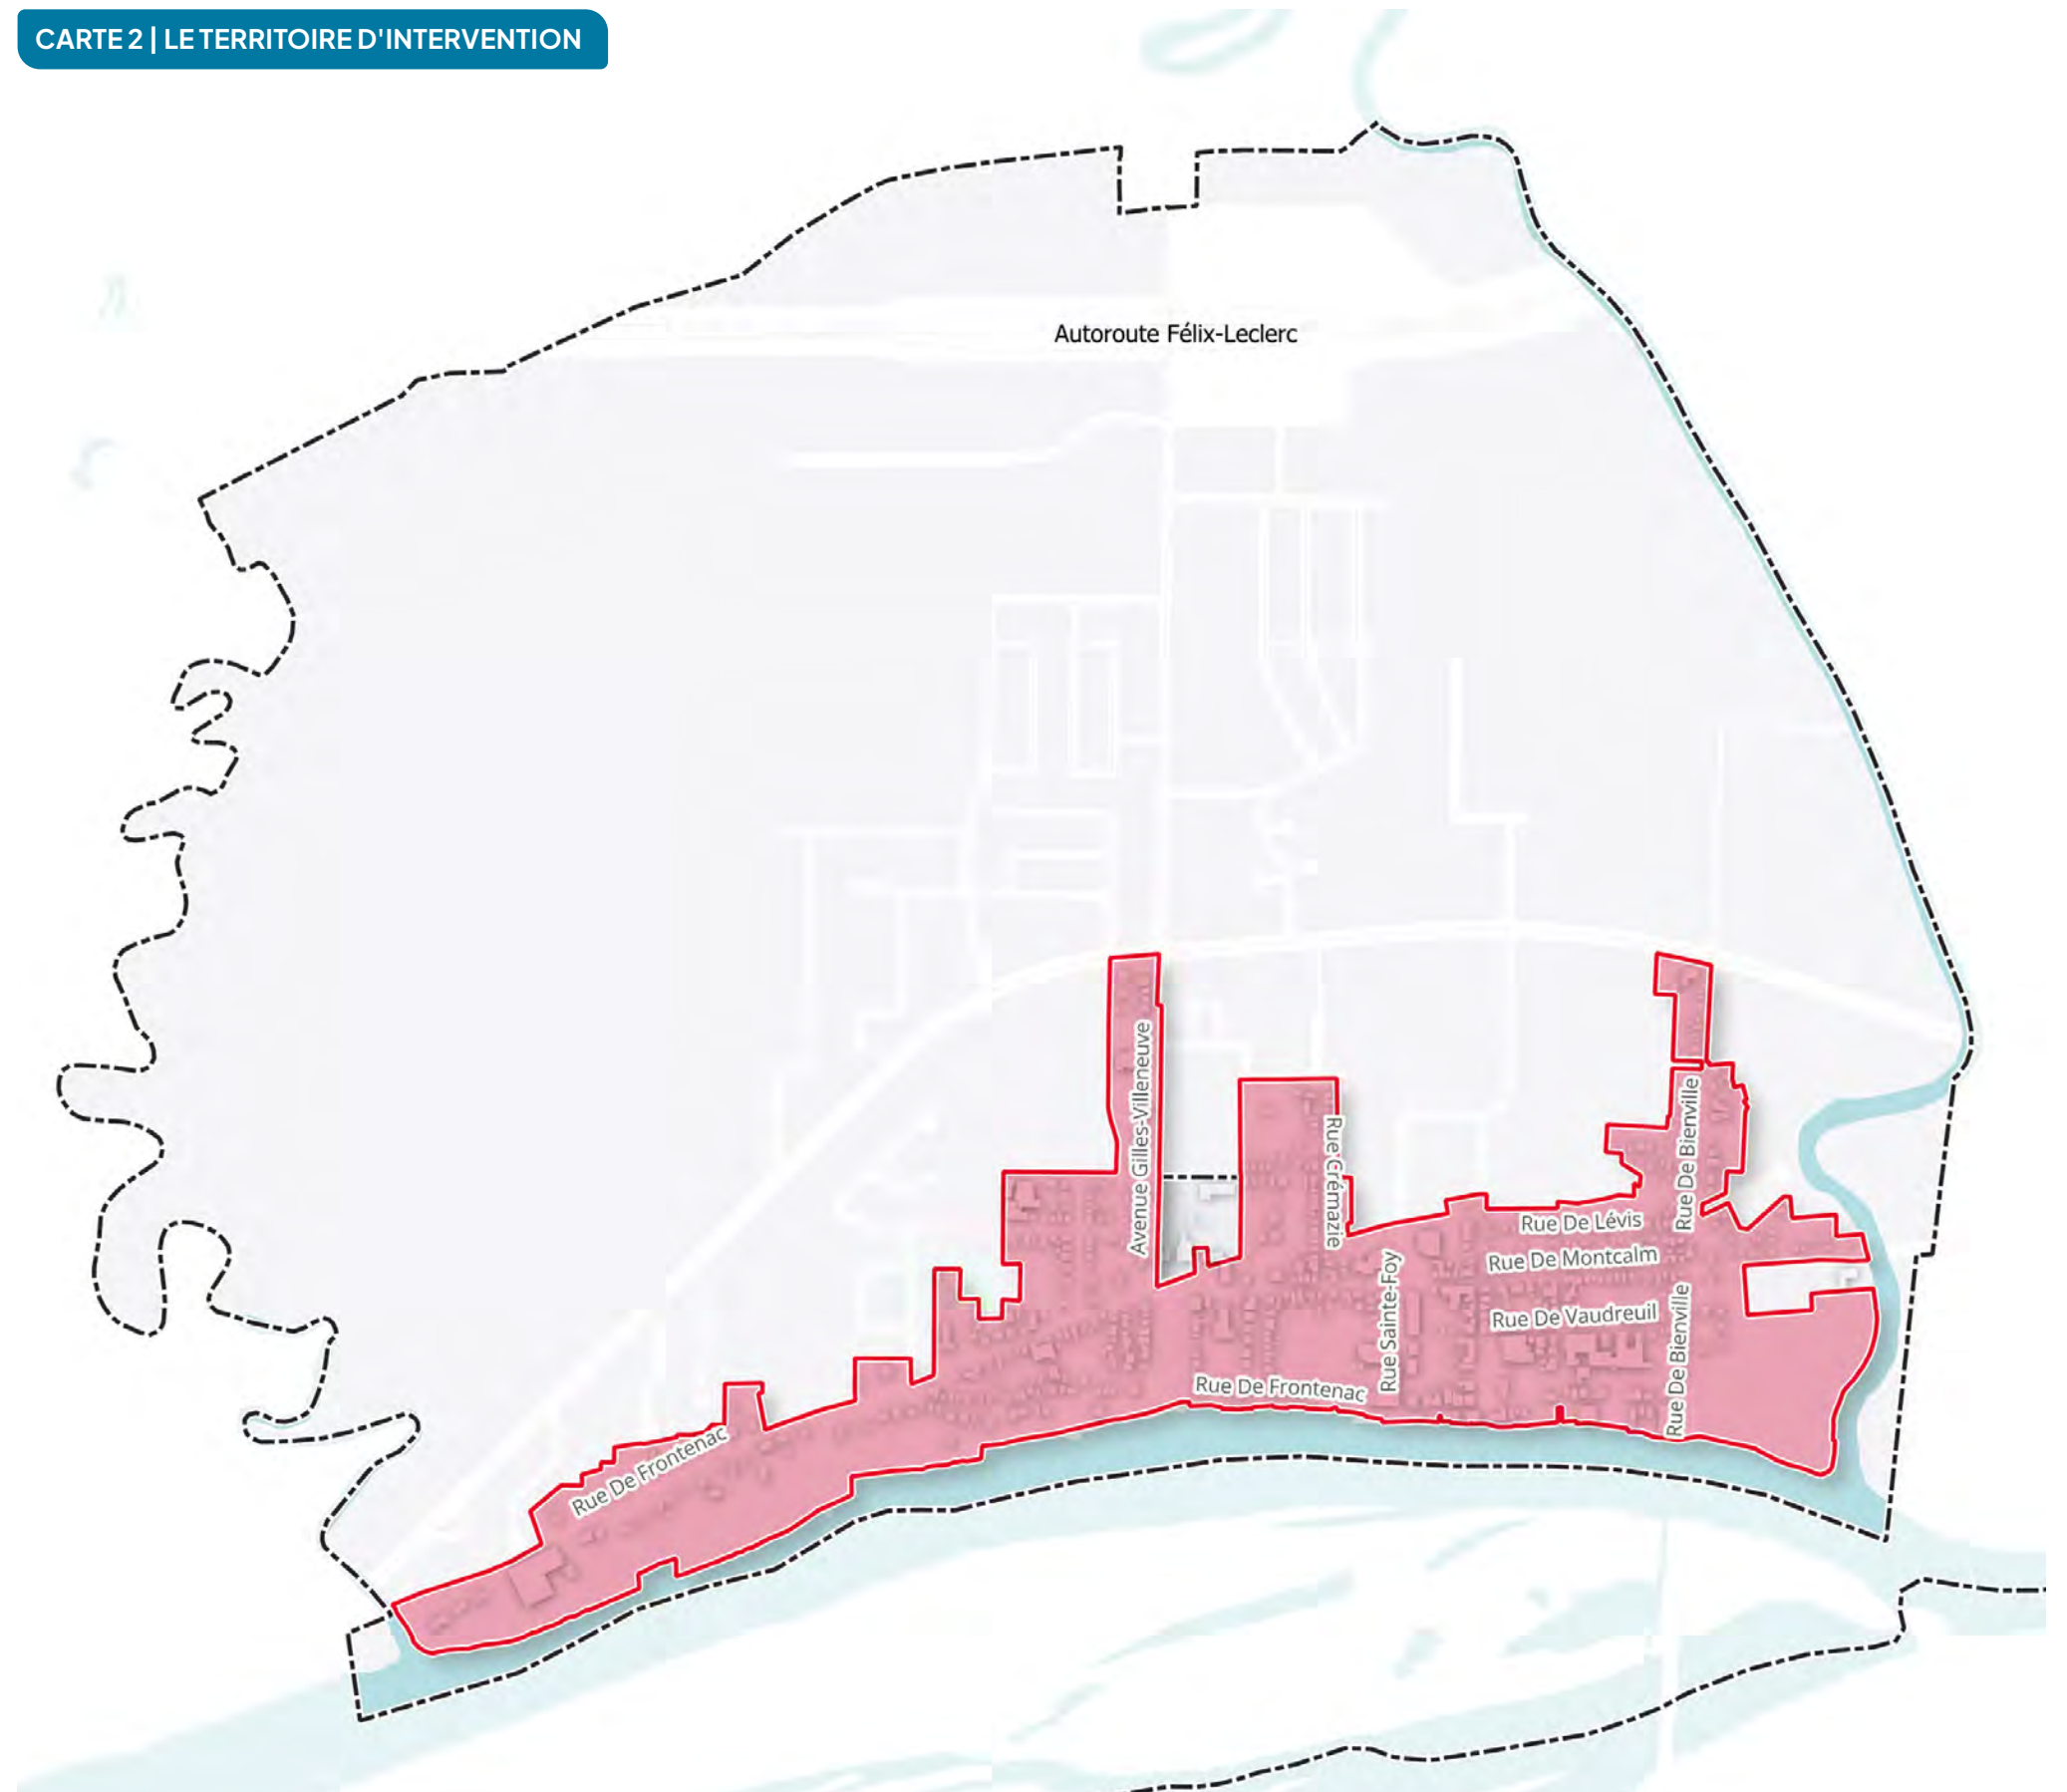 CARTE 2 | LE TERRITOIRE D'INTERVENTION
Autoroute Félix-Leclerc
Avenue Gilles-Villeneuve
Rue Crémazie
Rue De Bienville
Rue De Lévis
Rue De Montcalm
Rue Sainte-Foy
Rue De Vaudreuil
Rue De Bienville
Rue De Frontenac
Rue De Frontenac